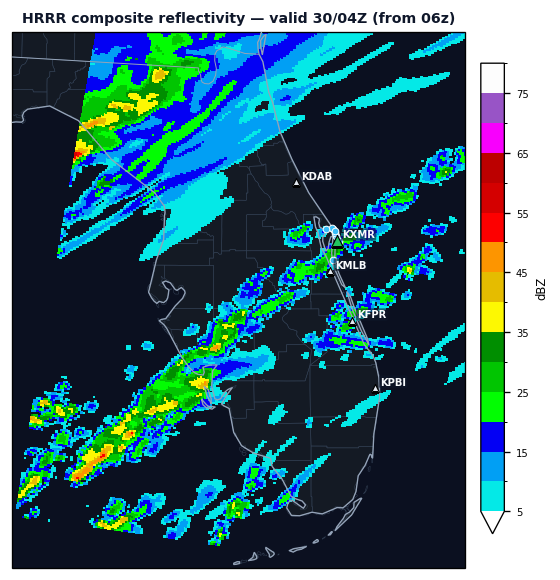 HRRR composite reflectivity — valid 30/04Z (from 06z)
KDAB
KXMR
KMLB
KFPR
KPBI
75
65
55
45
35
25
15
5
dBZ